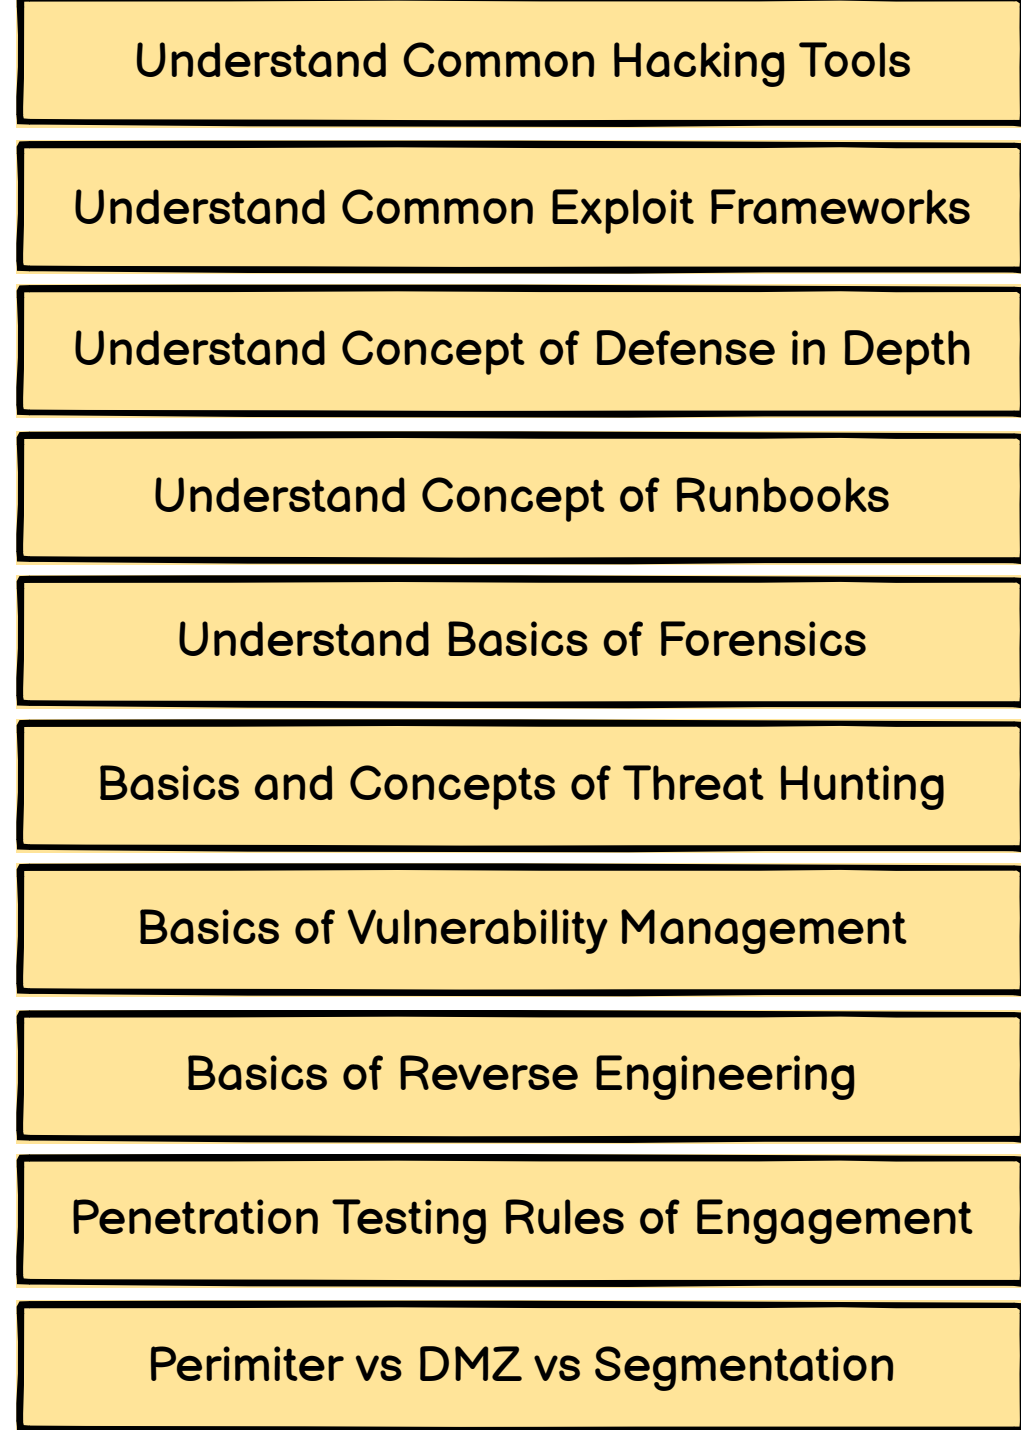 Understand Common Hacking Tools
Understand Common Exploit Frameworks
Understand Concept of Defense in Depth
Understand Concept of Runbooks
Understand Basics of Forensics
Basics and Concepts of Threat Hunting
Basics of Vulnerability Management
Basics of Reverse Engineering
Penetration Testing Rules of Engagement
Perimiter vs DMZ vs Segmentation